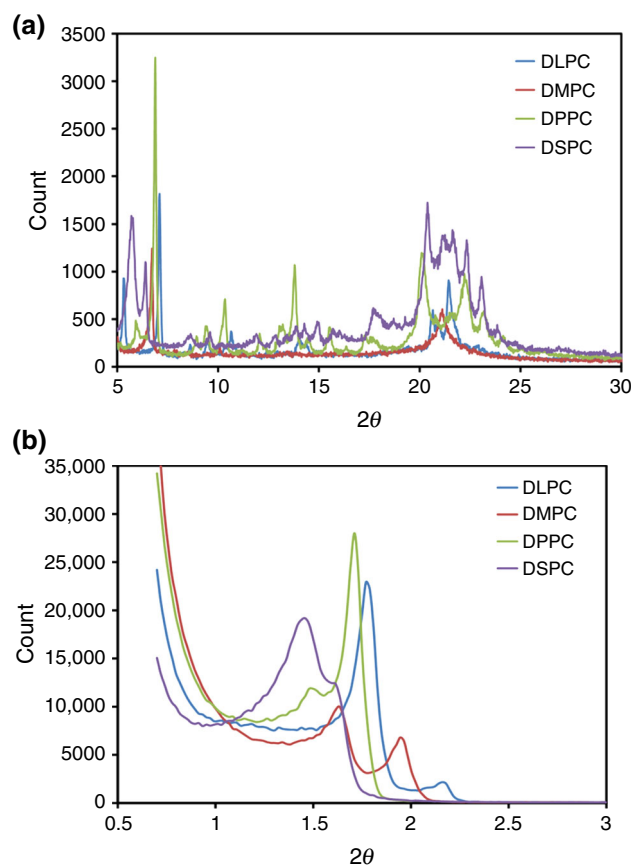 (a)
3500
3000
2500
2000
1500
1000
500
0
Count
DLPC
DMPC
DPPC
DSPC
5 10 15 20 25 30
2θ
(b)
35,000
30,000
25,000
20,000
15,000
10,000
5,000
0
Count
DLPC
DMPC
DPPC
DSPC
0.5 1 1.5 2 2.5 3
2θ